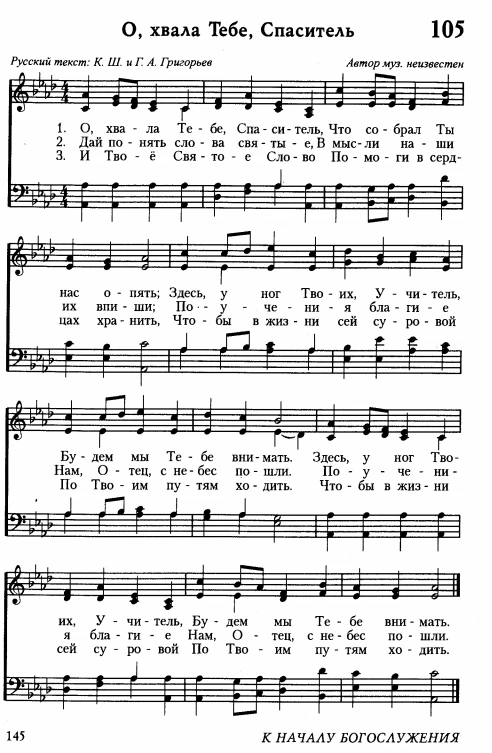 О, хвала Тебе, Спаситель 105
Русский текст: К. Ш. и Г. А. Григорьев Автор муз. неизвестен
4 4
1. О, хва - ла Те - бе, Спа - си - тель, Что со - брал Ты
2. Дай по - нять сло - ва свя - ты - е, В мыс - ли на - ши
3. И Тво - ё Свя - то - е Сло - во По - мо - ги в серд-
4 4
нас о - пять; Здесь, у ног Тво - их, У - чи - тель,
их впи - ши; По - у - че - ни - я бла - ги - е
цах хра - нить, Что - бы в жиз - ни сей су - ро - вой
Бу - дем мы Те - бе вни - мать. Здесь, у ног Тво-
Нам, О - тец, с не - бес по - шли. По - у - че - ни-
По Тво - им пу - тям хо - дить. Что - бы в жиз - ни
их, У - чи - тель, Бу - дем мы Те - бе вни - мать.
я бла - ги - е Нам, О - тец, с не - бес по - шли.
сей су - ро - вой По Тво - им пу - тям хо - дить.
145 К НАЧАЛУ БОГОСЛУЖЕНИЯ